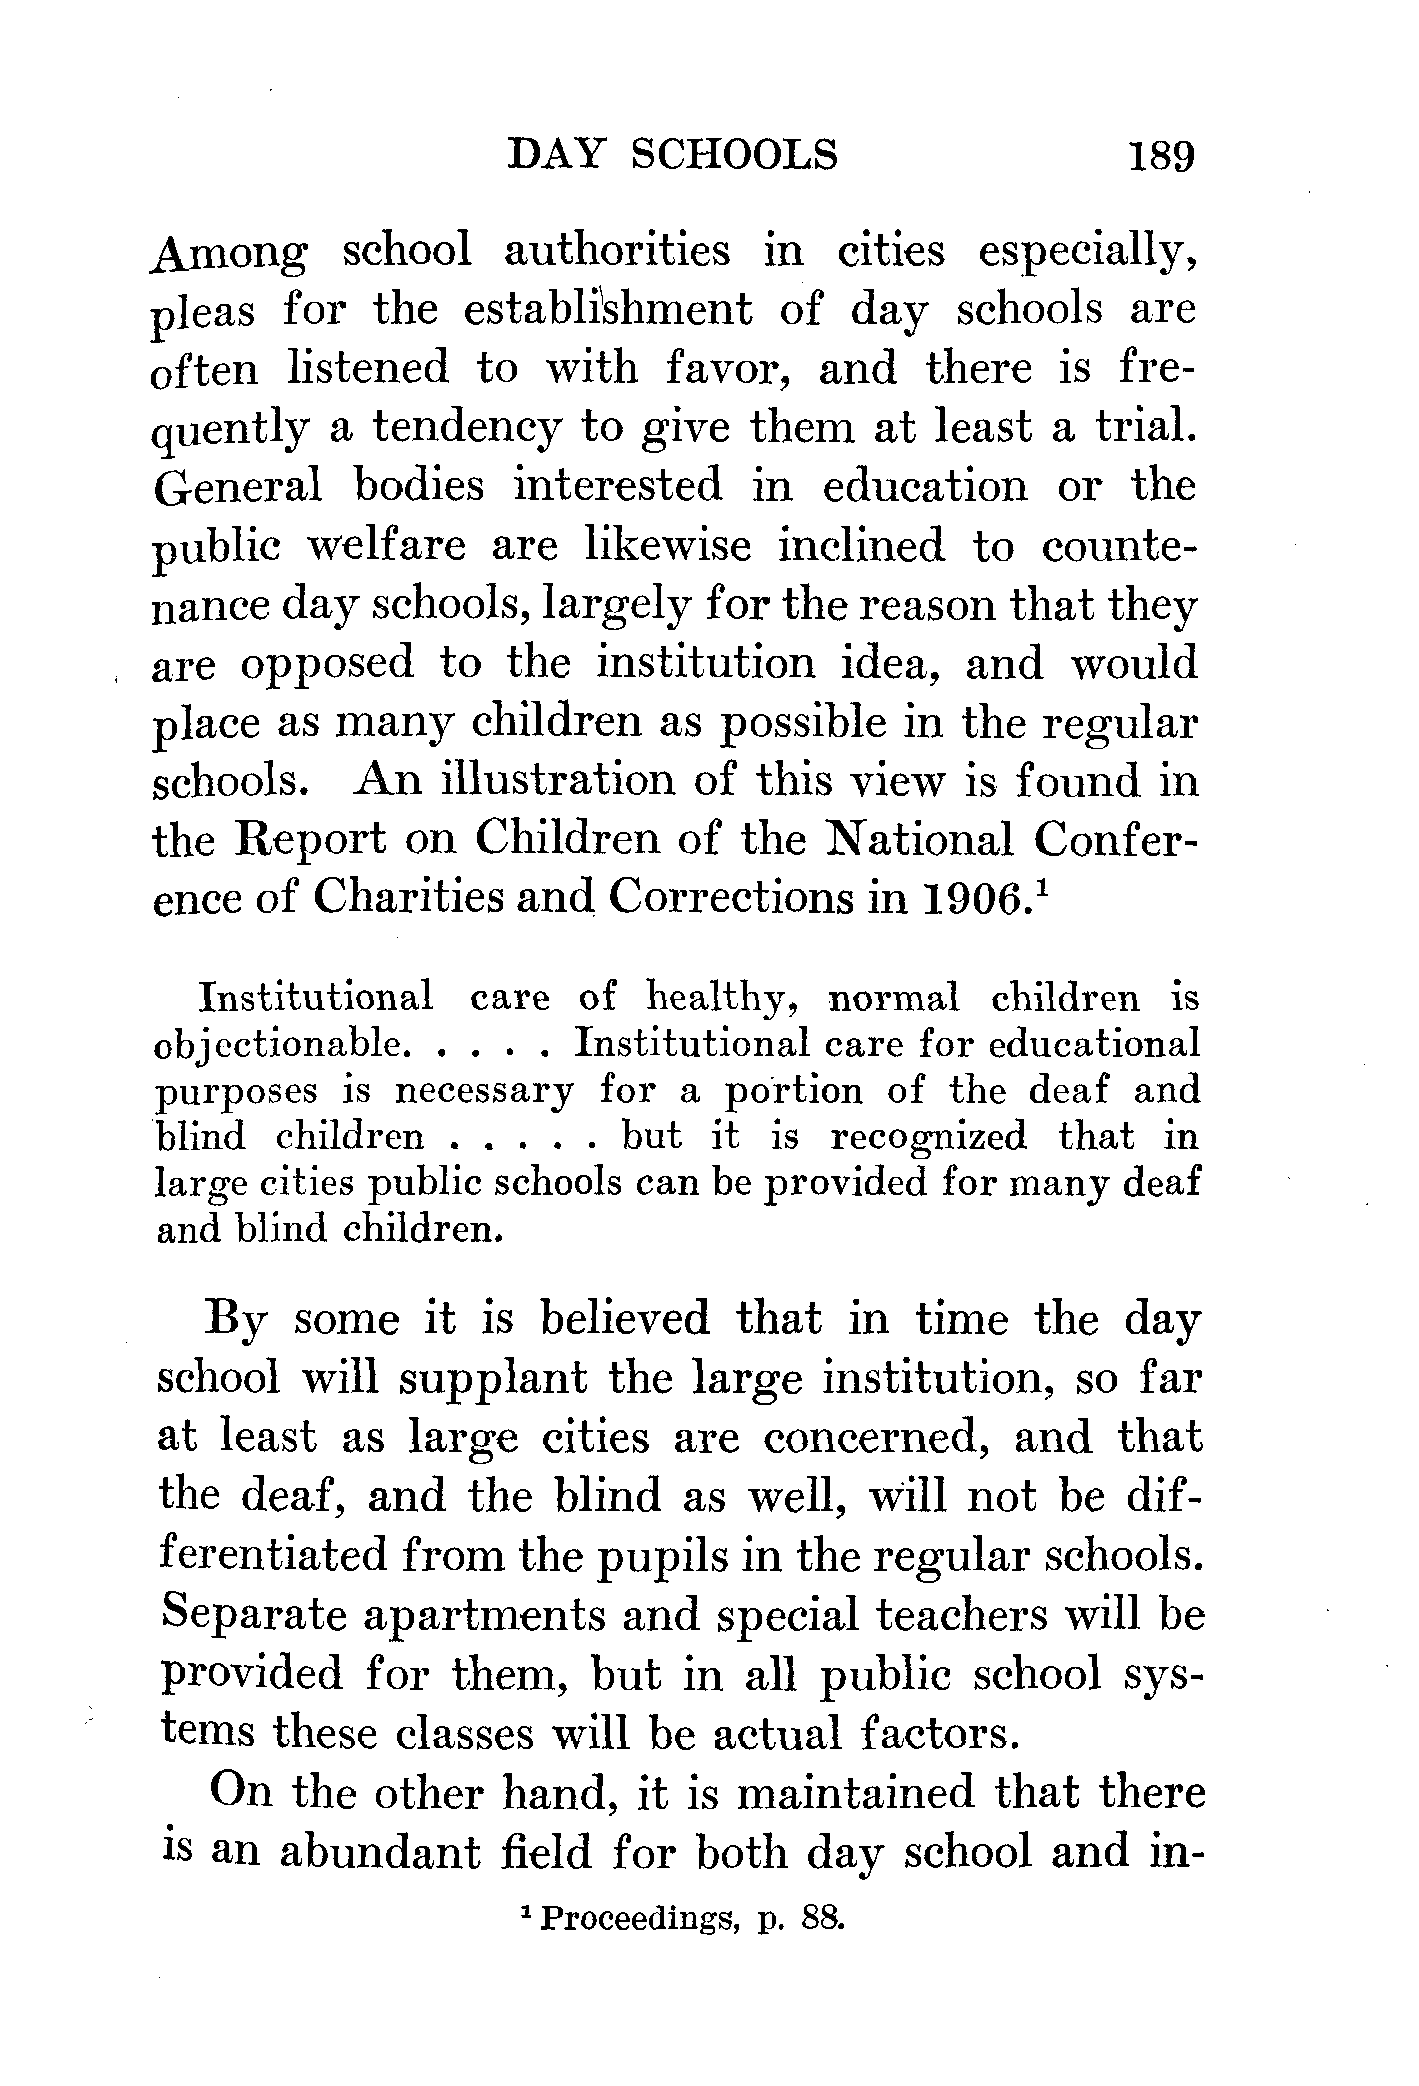 DAY SCHOOLS 189
Among school authorities in cities especially,
pleas for the establishment of day schools are
often listened to with favor, and there is fre-
quently a tendency to give them at least a trial.
General bodies interested in education or the
public welfare are likewise inclined to counte-
nance day schools, largely for the reason that they
are opposed to the institution idea, and would
place as many children as possible in the regular
schools. An illustration of this view is found in
the Report on Children of the National Confer-
ence of Charities and Corrections in 1906.¹
Institutional care of healthy, normal children is
objectionable. . . . . Institutional care for educational
purposes is necessary for a portion of the deaf and
blind children . . . . . but it is recognized that in
large cities public schools can be provided for many deaf
and blind children.
By some it is believed that in time the day
school will supplant the large institution, so far
at least as large cities are concerned, and that
the deaf, and the blind as well, will not be dif-
ferentiated from the pupils in the regular schools.
Separate apartments and special teachers will be
provided for them, but in all public school sys-
tems these classes will be actual factors.
On the other hand, it is maintained that there
is an abundant field for both day school and in-
¹ Proceedings, p. 88.